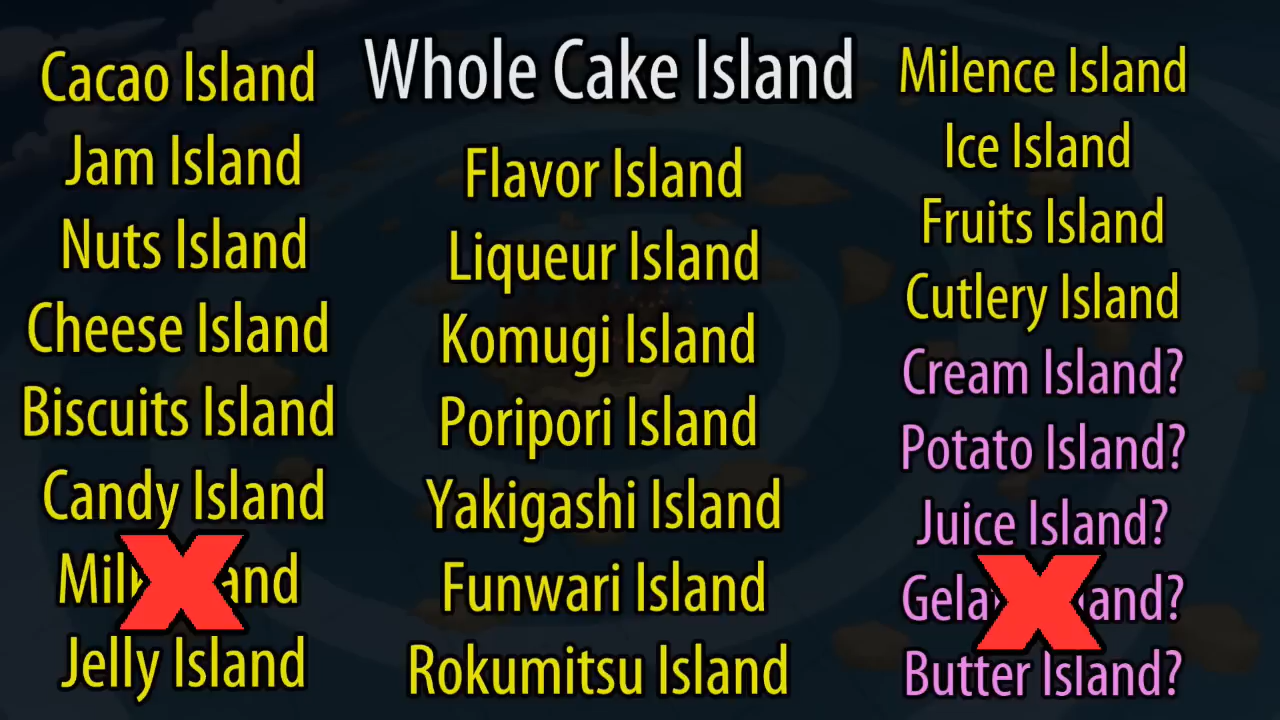 Cacao Island
Jam Island
Nuts Island
Cheese Island
Biscuits Island
Candy Island
Island
Jelly Island
Whole Cake Island
Flavor Island
Liqueur Island
Komugi Island
Poripori Island
Yakigashi Island
Funwari Island
Rokumitsu Island
Milence Island
Ice Island
Fruits Island
Cutlery Island
Cream Island?
Potato Island?
Juice Island?
Island?
Butter Island?